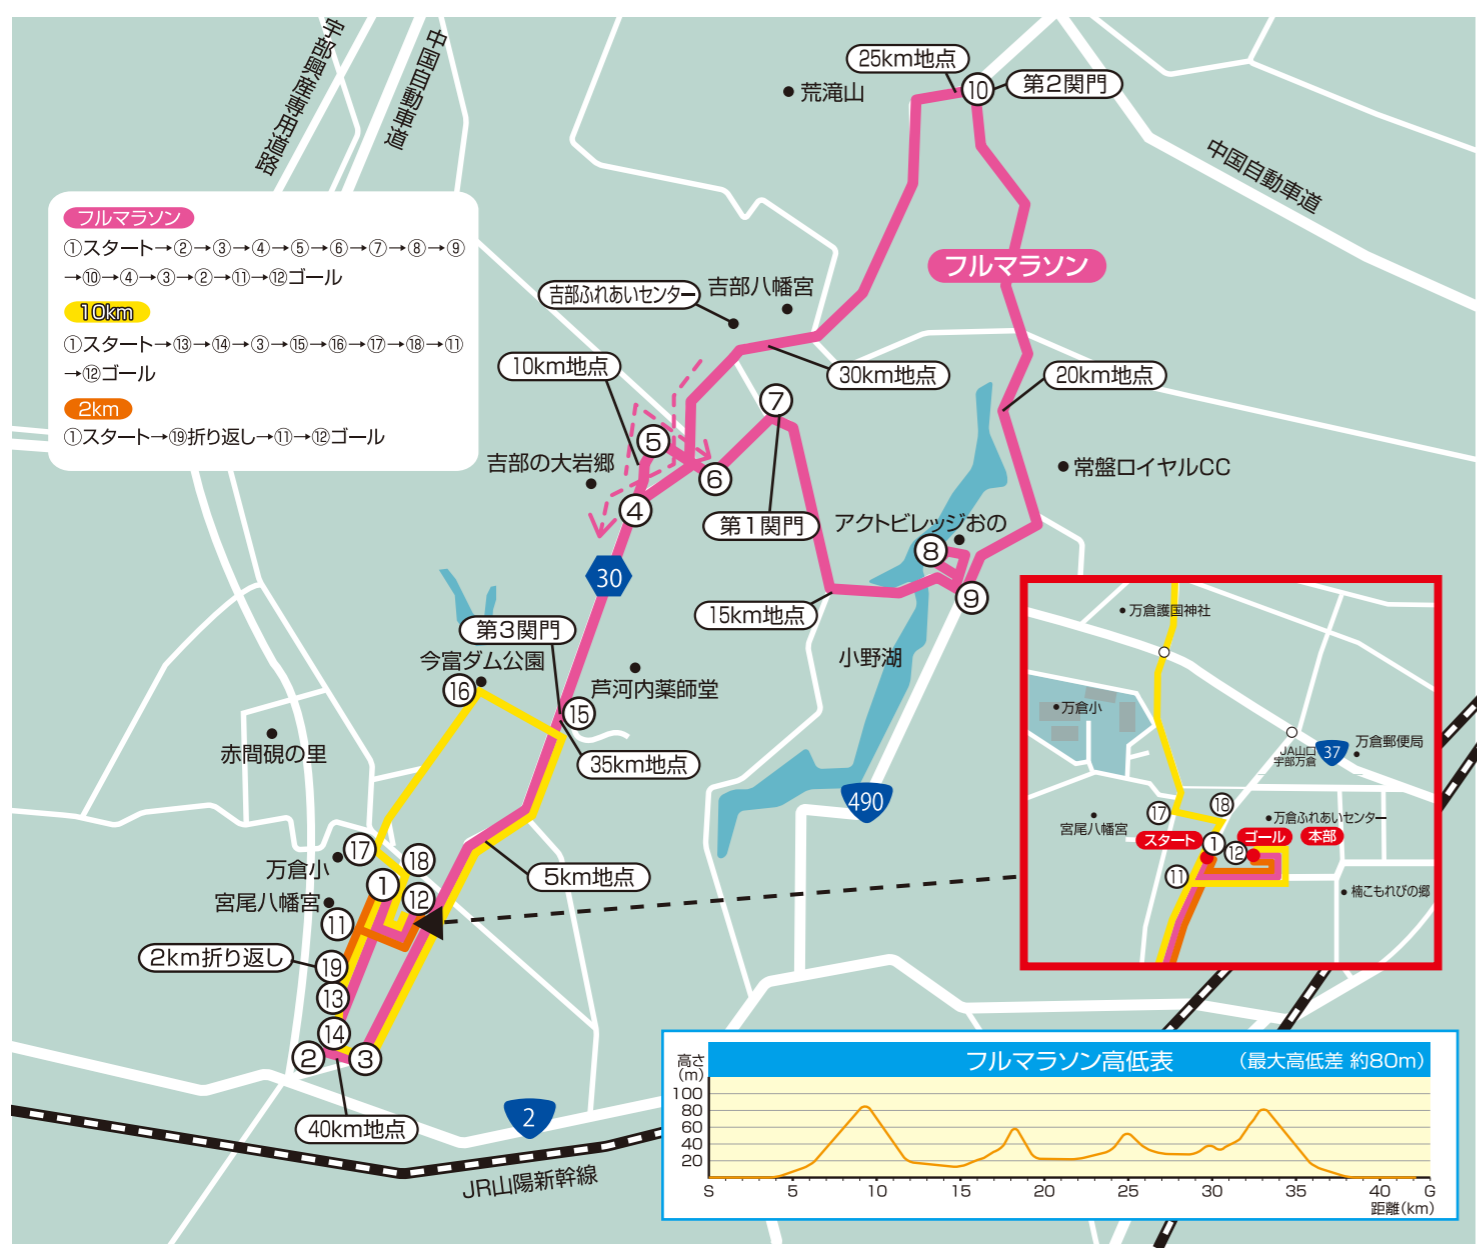 宇部興産専用道路
中国自動車道
荒滝山
25km地点
⑩
第2関門
中国自動車道
フルマラソン
①スタート→②→③→④→⑤→⑥→⑦→⑧→⑨
→⑩→④→③→②→⑪→⑫ゴール
10km
①スタート→⑬→⑭→③→⑮→⑯→⑰→⑱→⑪
→⑫ゴール
2km
①スタート→⑲折り返し→⑪→⑫ゴール
フルマラソン
吉部ふれあいセンター
吉部八幡宮
10km地点
30km地点
20km地点
⑦
⑤
⑥
吉部の大岩郷
④
第1関門
常盤ロイヤルCC
アクトビレッジおの
⑧
⑨
30
15km地点
小野湖
第3関門
今富ダム公園
⑯
芦河内薬師堂
⑮
赤間硯の里
35km地点
490
万倉小
⑰
⑱
①
⑫
5km地点
宮尾八幡宮
⑪
2km折り返し
⑲
⑬
⑭
②
③
40km地点
2
JR山陽新幹線
万倉護国神社
万倉小
JA山口
宇部万倉
37
万倉郵便局
⑰
⑱
宮尾八幡宮
万倉ふれあいセンター
スタート
①
⑫
ゴール
本部
⑪
楠こもれびの郷
高さ
(m)
フルマラソン高低表
(最大高低差 約80m)
100
80
60
40
20
S 5 10 15 20 25 30 35 40 G
距離(km)